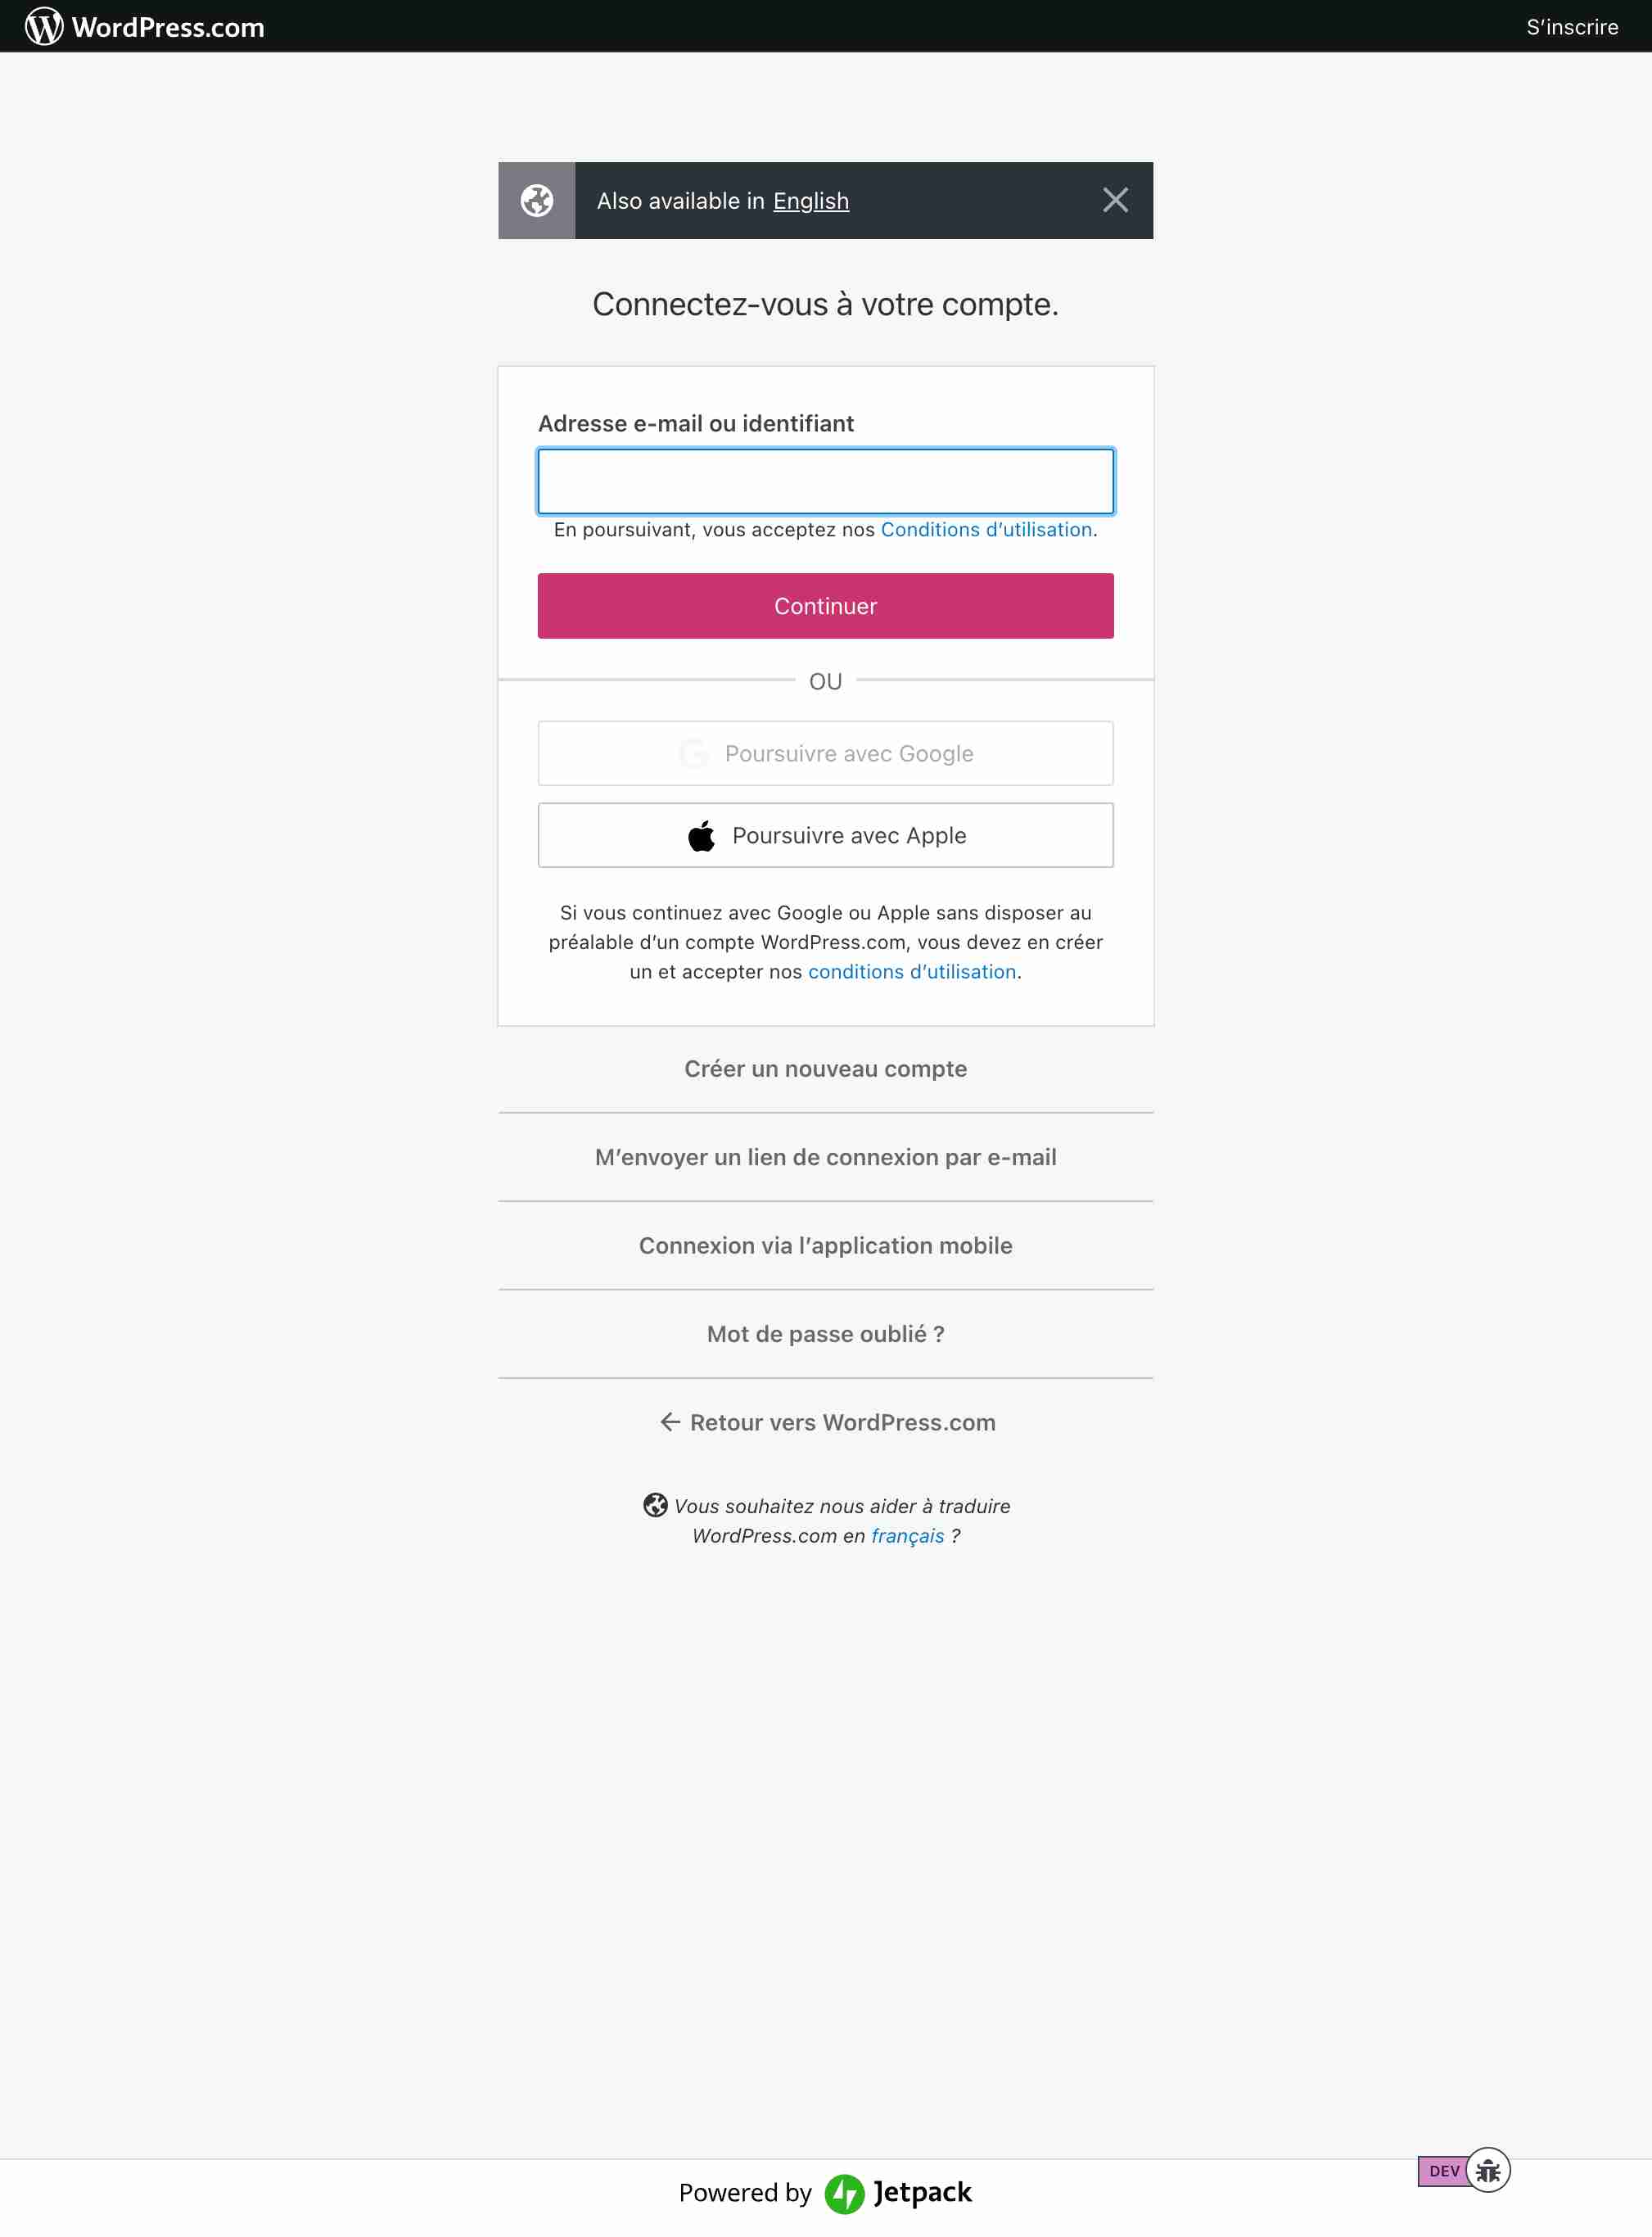 WordPress.com
S’inscrire
Also available in English
Connectez-vous à votre compte.
Adresse e-mail ou identifiant
En poursuivant, vous acceptez nos Conditions d’utilisation.
Continuer
OU
Poursuivre avec Google
Poursuivre avec Apple
Si vous continuez avec Google ou Apple sans disposer au
préalable d’un compte WordPress.com, vous devez en créer
un et accepter nos conditions d’utilisation.
Créer un nouveau compte
M’envoyer un lien de connexion par e-mail
Connexion via l’application mobile
Mot de passe oublié ?
← Retour vers WordPress.com
Vous souhaitez nous aider à traduire
WordPress.com en français ?
DEV
Powered by Jetpack